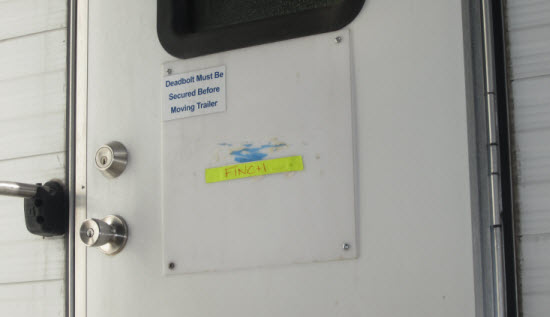 Deadbolt Must Be
Secured Before
Moving Trailer
FINCH